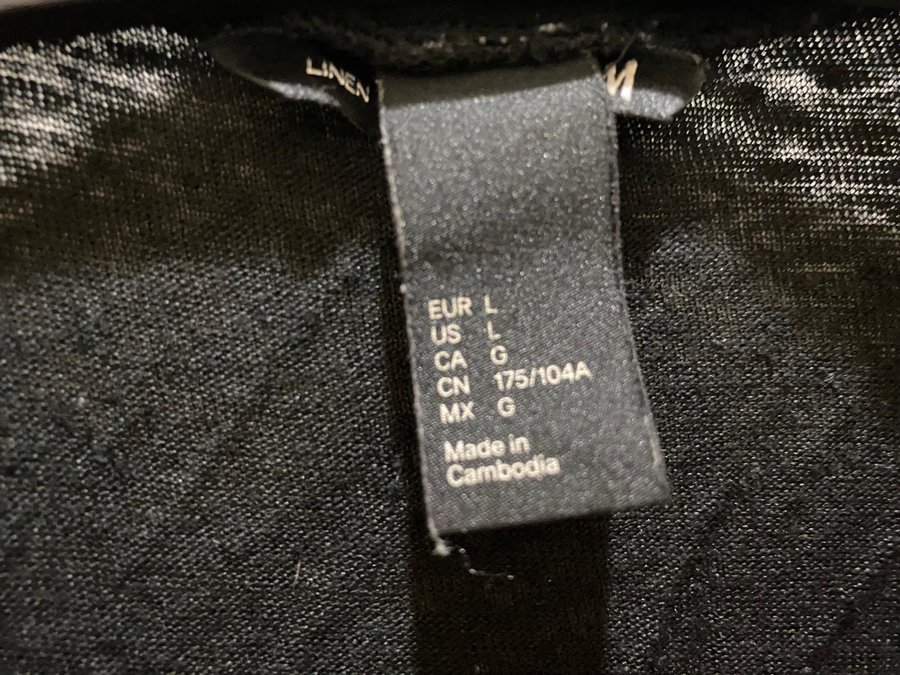 LINEN
EUR L
US L
CA G
CN 175/104A
MX G
Made in
Cambodia